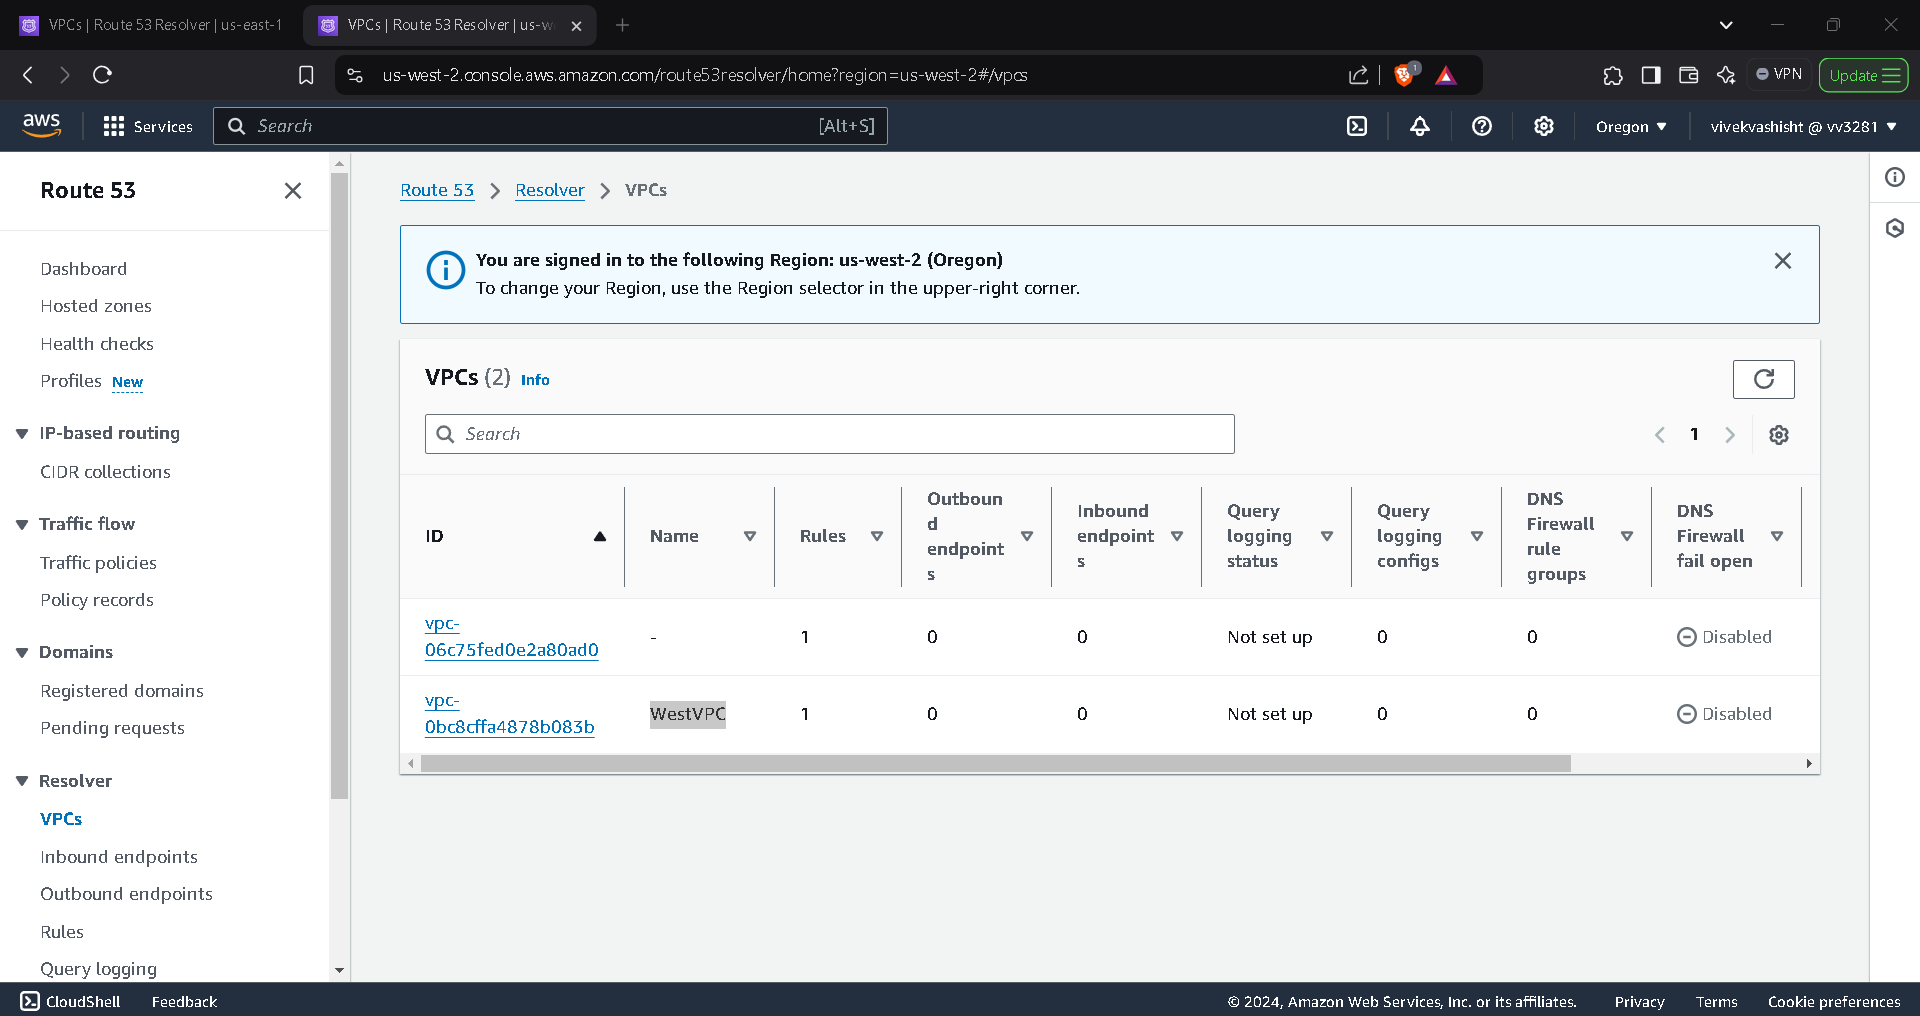 VPCs | Route 53 Resolver | us-east-1
VPCs | Route 53 Resolver | us-w
us-west-2.console.aws.amazon.com/route53resolver/home?region=us-west-2#/vpcs
1
VPN
Update
aws
Services
Search
[Alt+S]
Oregon
vivekvashisht @ vv3281
Route 53
Dashboard
Hosted zones
Health checks
Profiles New
IP-based routing
CIDR collections
Traffic flow
Traffic policies
Policy records
Domains
Registered domains
Pending requests
Resolver
VPCs
Inbound endpoints
Outbound endpoints
Rules
Query logging
Route 53
Resolver
VPCs
You are signed in to the following Region: us-west-2 (Oregon)
To change your Region, use the Region selector in the upper-right corner.
VPCs (2) Info
Search
1
ID
Name
Rules
Outboun
d
endpoint
s
Inbound
endpoint
s
Query
logging
status
Query
logging
configs
DNS
Firewall
rule
groups
DNS
Firewall
fail open
vpc-
06c75fed0e2a80ad0
-
1
0
0
Not set up
0
0
Disabled
vpc-
0bc8cffa4878b083b
WestVPC
1
0
0
Not set up
0
0
Disabled
CloudShell
Feedback
© 2024, Amazon Web Services, Inc. or its affiliates.
Privacy
Terms
Cookie preferences